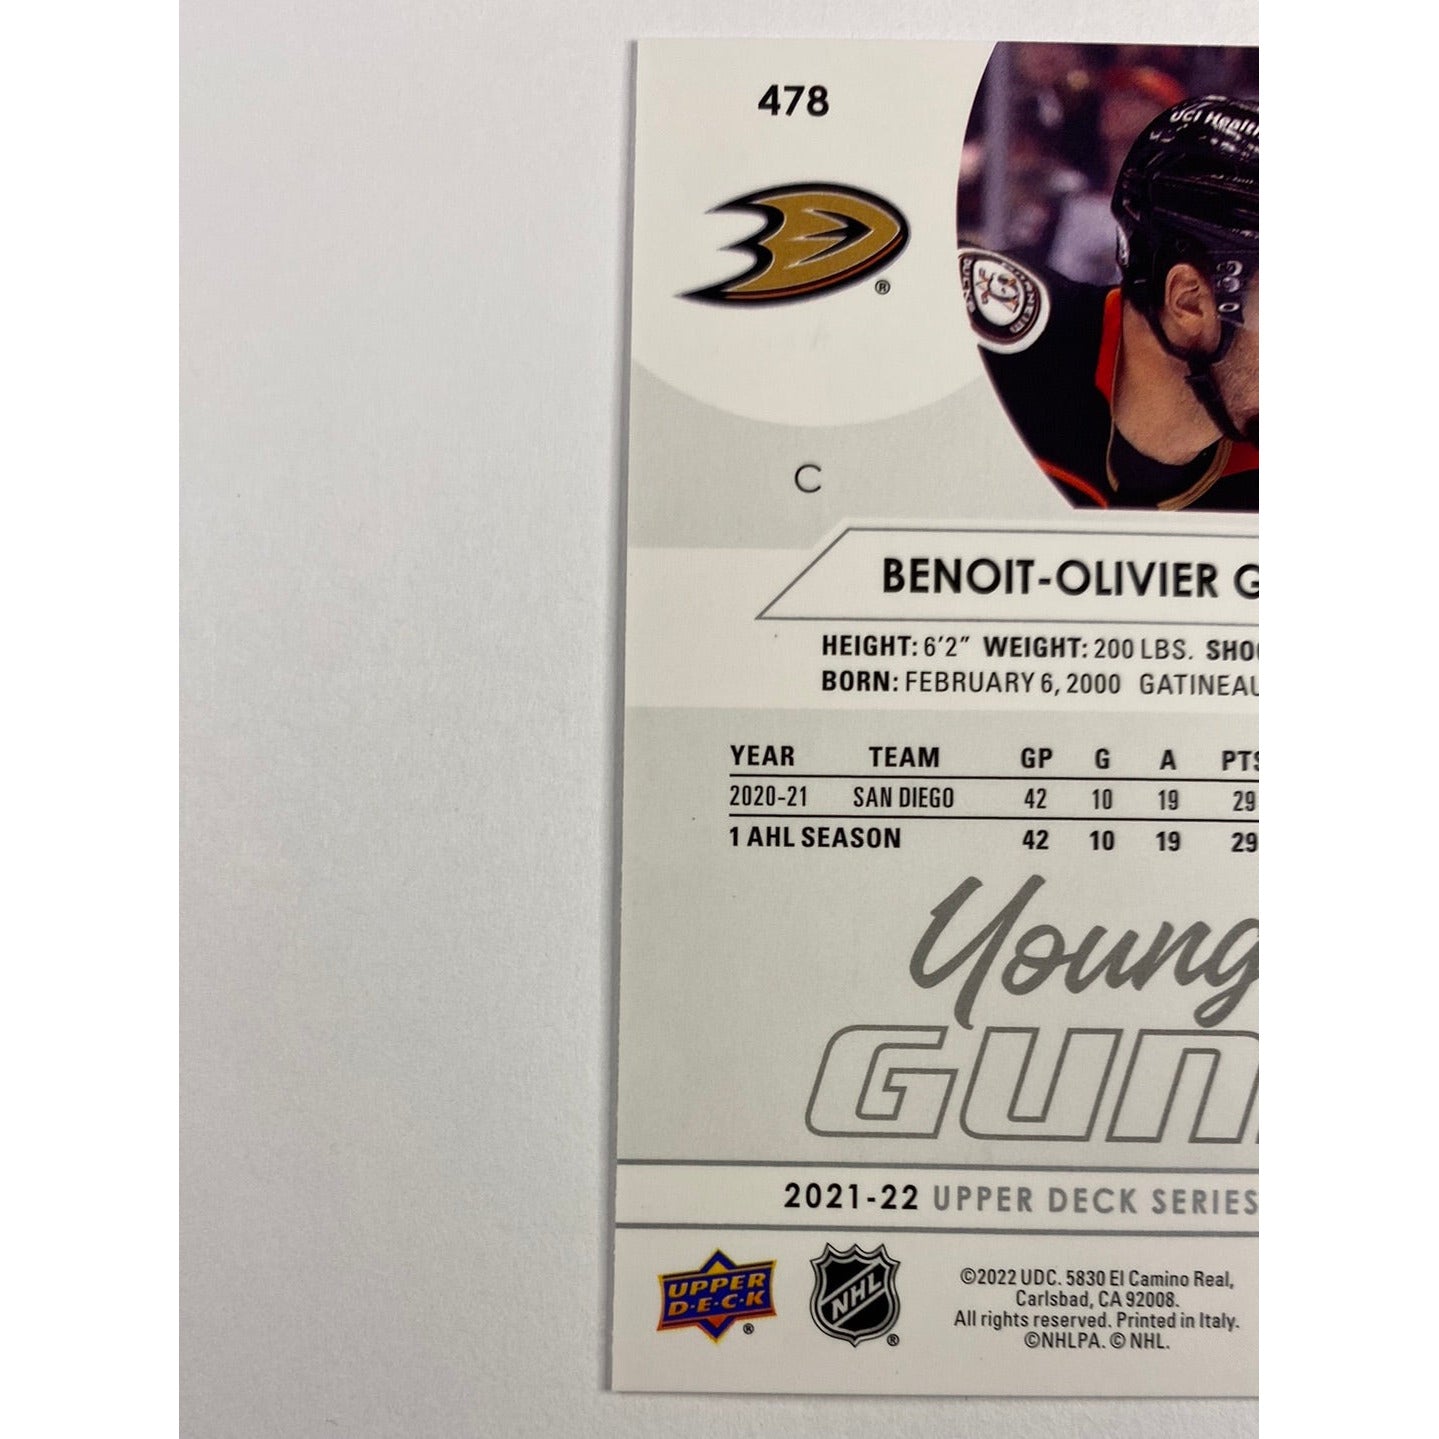 478
UCI Health
®
C
BENOIT-OLIVIER G
HEIGHT: 6'2" WEIGHT: 200 LBS. SHO
BORN: FEBRUARY 6, 2000 GATINEAU
YEAR TEAM GP G A PTS
2020-21 SAN DIEGO 42 10 19 29
1 AHL SEASON 42 10 19 29
Young
GUN
2021-22 UPPER DECK SERIES
UPPER
D·E·C·K
®
NHL
®
©2022 UDC. 5830 El Camino Real,
Carlsbad, CA 92008.
All rights reserved. Printed in Italy.
©NHLPA. © NHL.